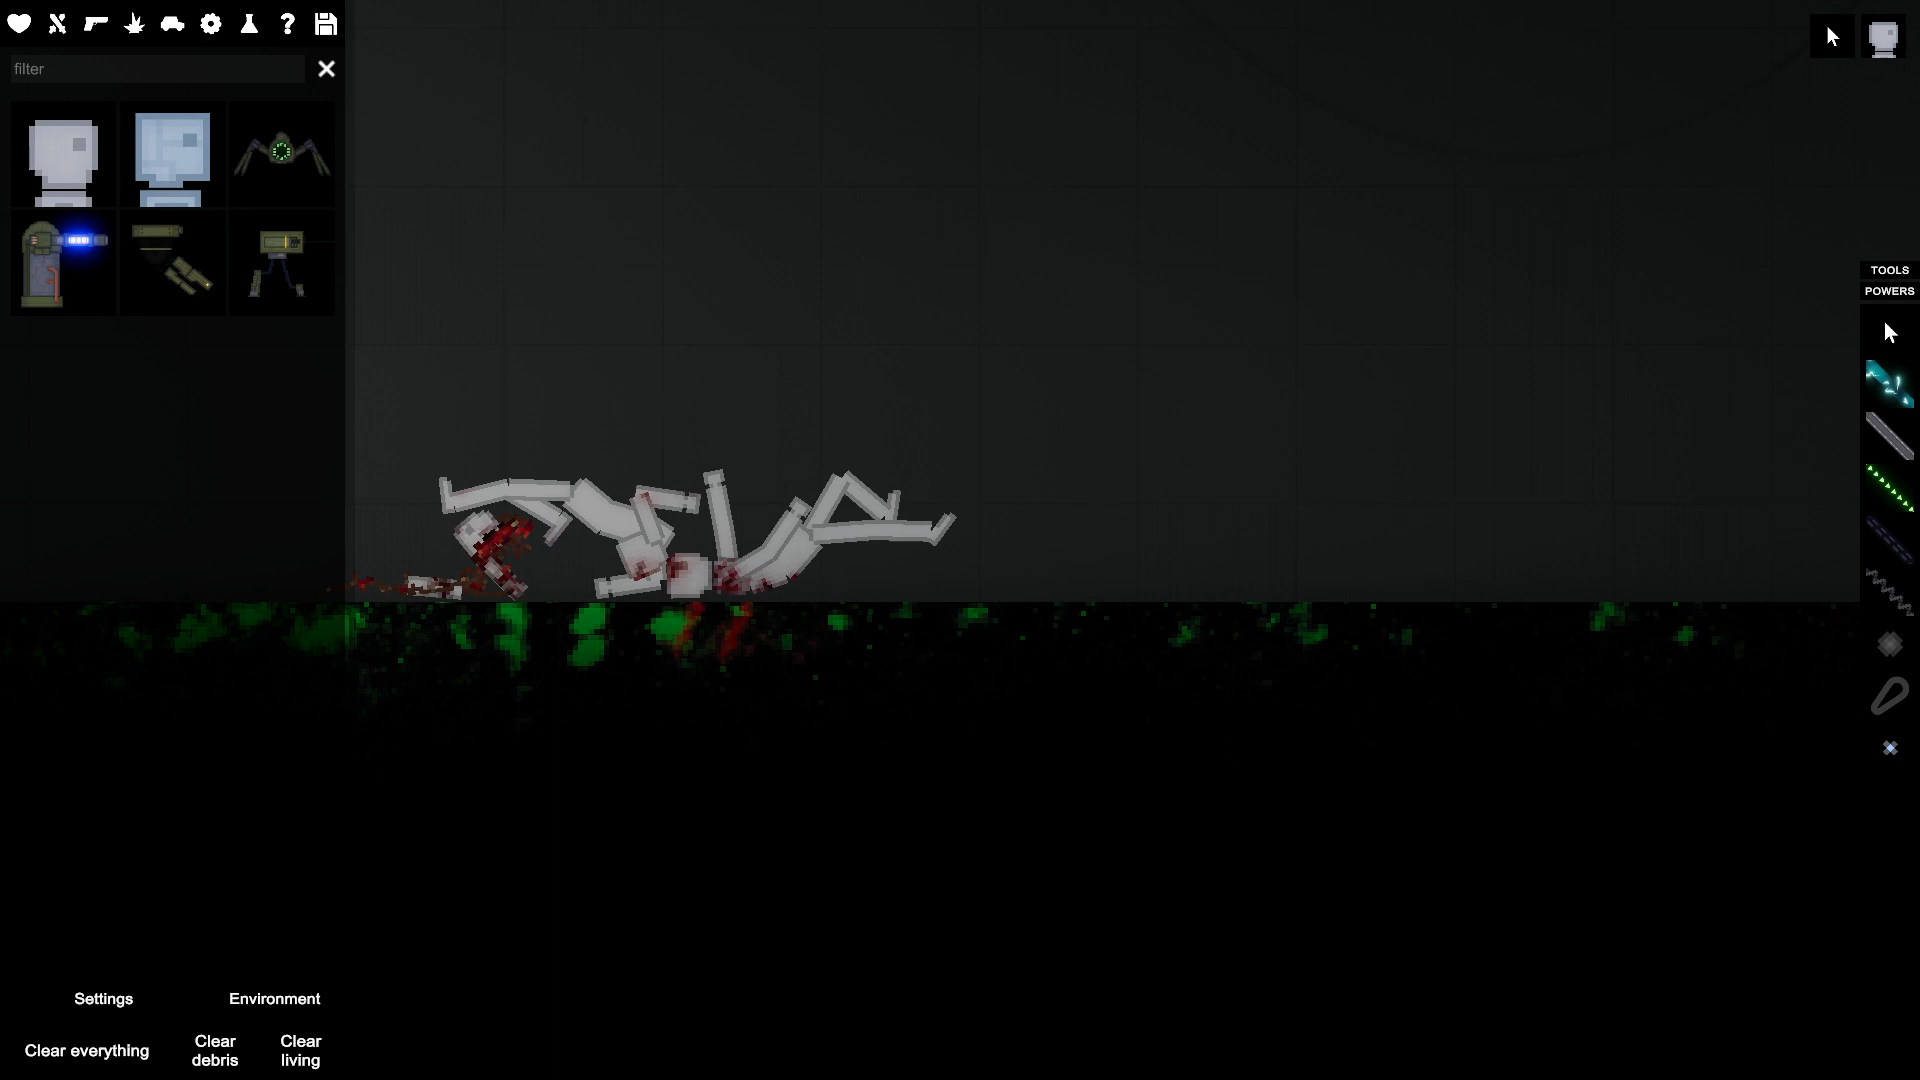 filter
TOOLS
POWERS
Settings
Environment
Clear everything
Clear
debris
Clear
living